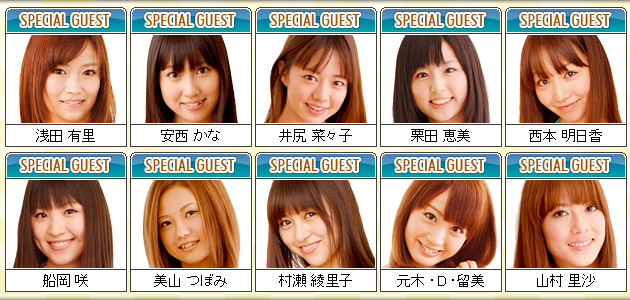 SPECIAL GUEST SPECIAL GUEST SPECIAL GUEST SPECIAL GUEST SPECIAL GUEST
浅田 有里 安西 かな 井尻 菜々子 栗田 恵美 西本 明日香
SPECIAL GUEST SPECIAL GUEST SPECIAL GUEST SPECIAL GUEST SPECIAL GUEST
船岡 咲 美山 つぼみ 村瀬 綾里子 元木・D・留美 山村 里沙